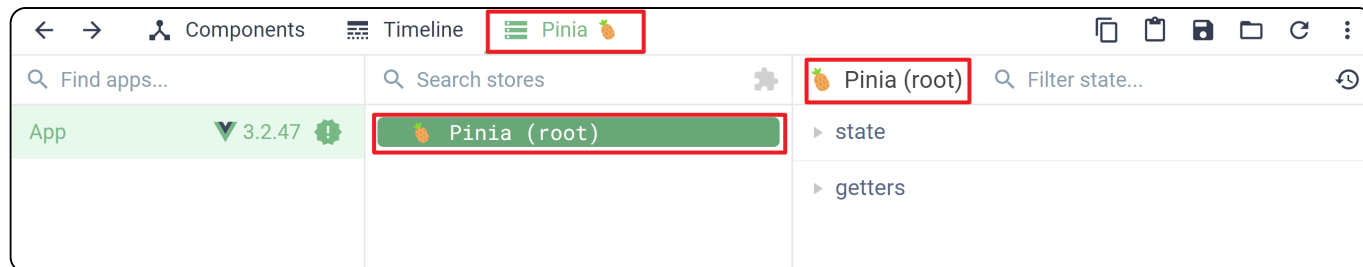 Components Timeline Pinia 🍍
Find apps... Search stores 🍍 Pinia (root) Filter state...
App 3.2.47 🍍 Pinia (root) state
getters